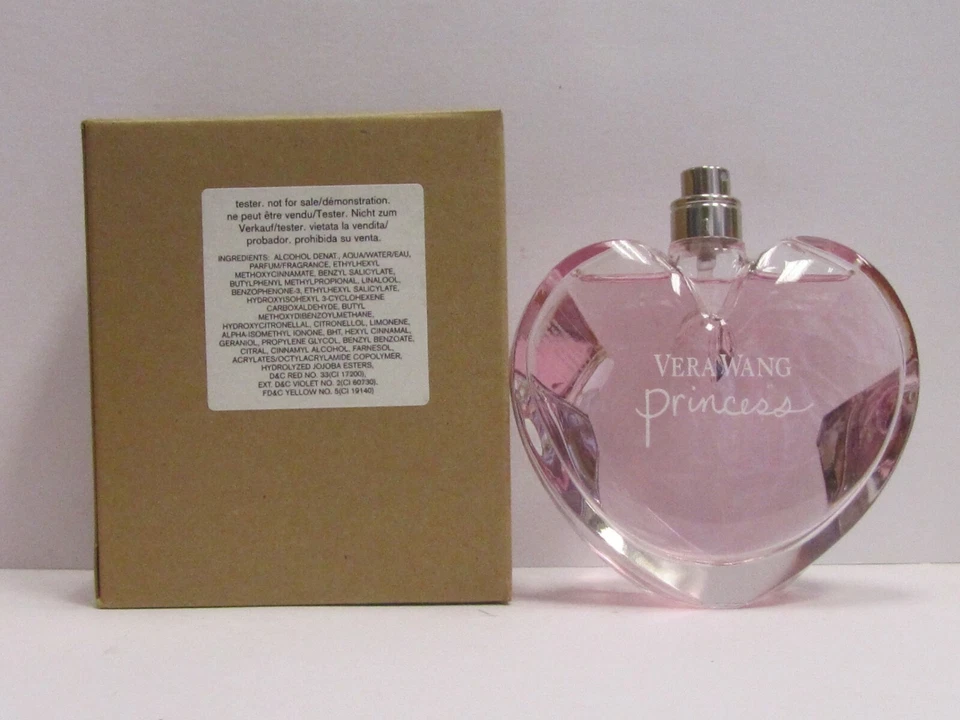 tester. not for sale/démonstration.
ne peut être vendu/Tester. Nicht zum
Verkauf/tester. vietata la vendita/
probador. prohibida su venta.
INGREDIENTS: ALCOHOL DENAT., AQUA/WATER/EAU,
PARFUM/FRAGRANCE, ETHYLHEXYL
METHOXYCINNAMATE, BENZYL SALICYLATE,
BUTYLPHENYL METHYLPROPIONAL, LINALOOL,
BENZOPHENONE-3, ETHYLHEXYL SALICYLATE,
HYDROXYISOHEXYL 3-CYCLOHEXENE
CARBOXALDEHYDE, BUTYL
METHOXYDIBENZOYLMETHANE,
HYDROXYCITRONELLAL, CITRONELLOL, LIMONENE,
ALPHA-ISOMETHYL IONONE, BHT, HEXYL CINNAMAL,
GERANIOL, PROPYLENE GLYCOL, BENZYL BENZOATE,
CITRAL, CINNAMYL ALCOHOL, FARNESOL,
ACRYLATES/OCTYLACRYLAMIDE COPOLYMER,
HYDROLYZED JOJOBA ESTERS,
D&C RED NO. 33(CI 17200),
EXT. D&C VIOLET NO. 2(CI 60730),
FD&C YELLOW NO. 5(CI 19140)
VERA WANG
princess